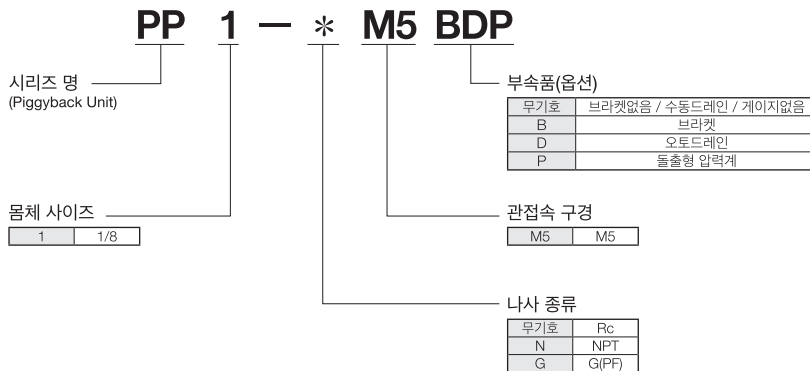 PP 1 – * M5 BDP
시리즈 명
(Piggyback Unit)
부속품(옵션)
무기호 브라켓없음 / 수동드레인 / 게이지없음
B 브라켓
D 오토드레인
P 돌출형 압력계
몸체 사이즈
1 1/8
관접속 구경
M5 M5
나사 종류
무기호 Rc
N NPT
G G(PF)